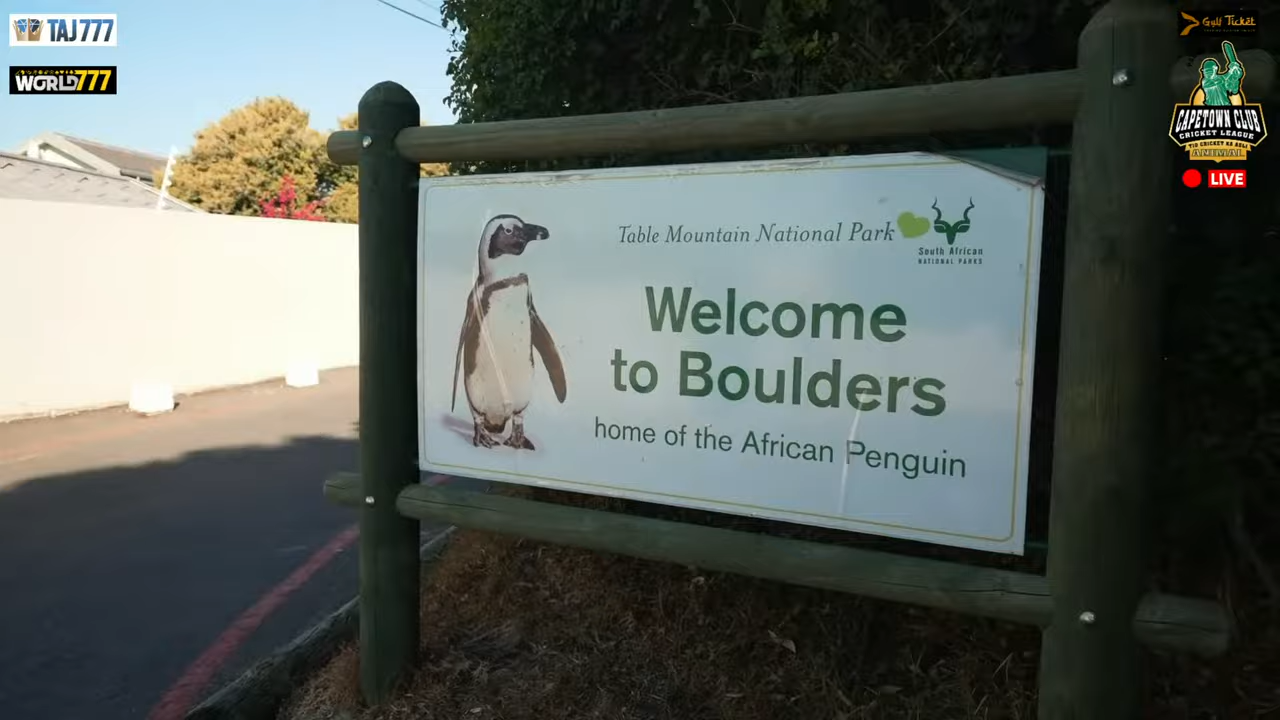 TAJ777
WORLD777
Gulf Ticket
CAPETOWN CLUB
CRICKET LEAGUE
ANIMAL
LIVE
Table Mountain National Park
South African
NATIONAL PARKS
Welcome
to Boulders
home of the African Penguin